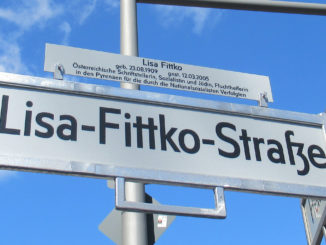 Lisa Fittko
geb. 23.08.1909 gest. 12.03.2005
Österreichische Schriftstellerin, Sozialistin und Jüdin, Fluchthelferin
in den Pyrenäen für die durch die Nationalsozialisten Verfolgten
Lisa-Fittko-Straße